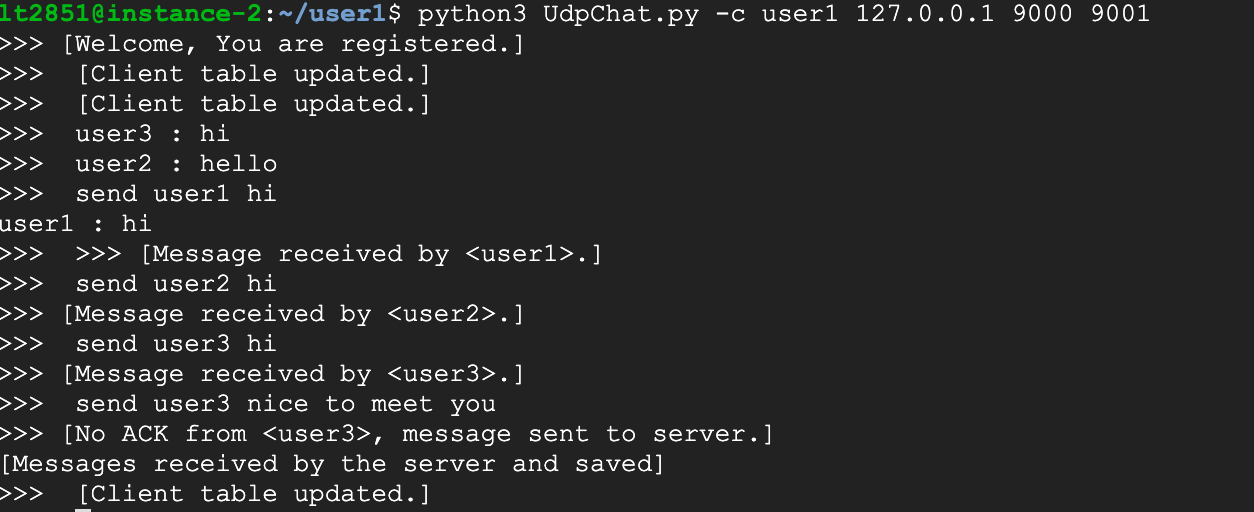 lt2851@instance-2:~/user1$ python3 UdpChat.py -c user1 127.0.0.1 9000 9001
>>> [Welcome, You are registered.]
>>>  [Client table updated.]
>>>  [Client table updated.]
>>>  user3 : hi
>>>  user2 : hello
>>>  send user1 hi
user1 : hi
>>>  >>> [Message received by <user1>.]
>>>  send user2 hi
>>> [Message received by <user2>.]
>>>  send user3 hi
>>> [Message received by <user3>.]
>>>  send user3 nice to meet you
>>> [No ACK from <user3>, message sent to server.]
[Messages received by the server and saved]
>>>  [Client table updated.]